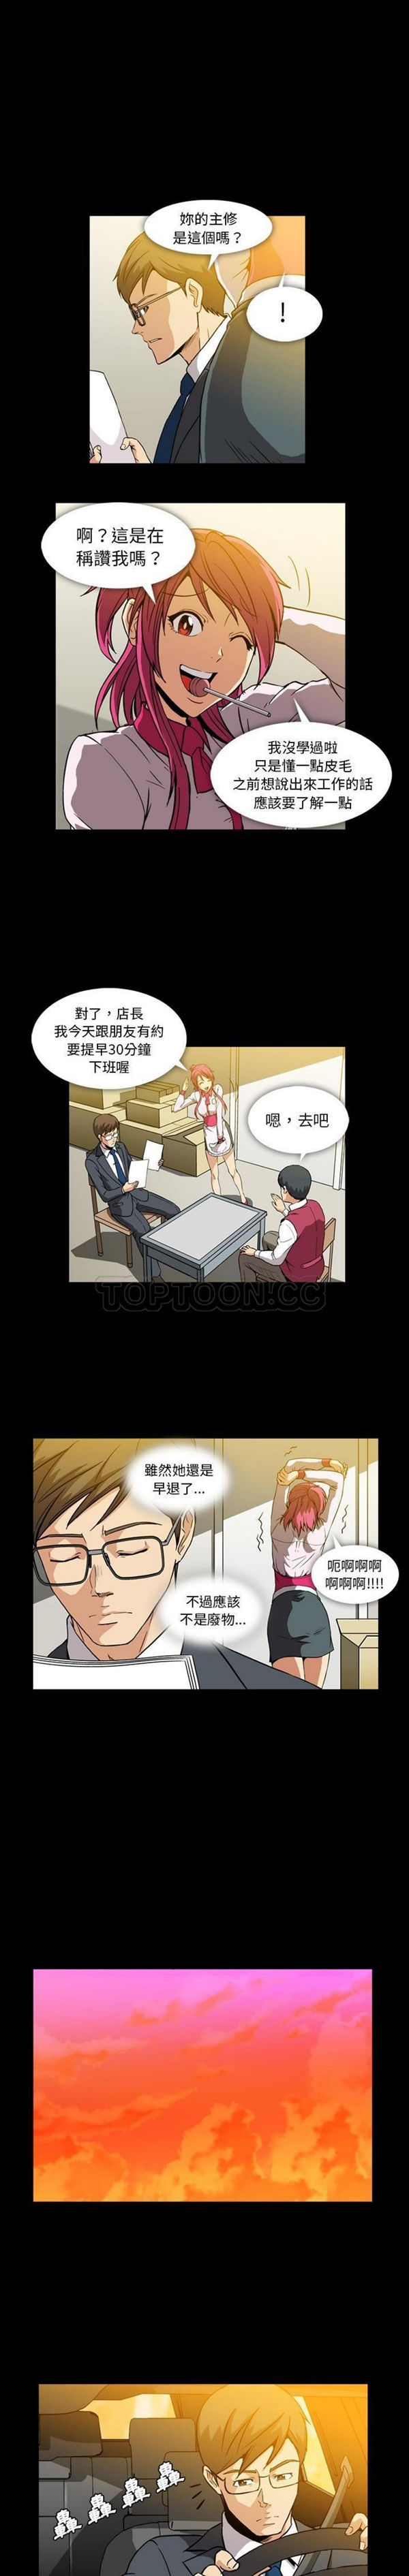 妳的主修
是這個嗎？
！
啊？這是在
稱讚我嗎？
我沒學過啦
只是懂一點皮毛
之前想說出來工作的話
應該要了解一點
對了，店長
我今天跟朋友有約
要提早30分鐘
下班喔
嗯，去吧
TOPTOON.CC
雖然她還是
早退了...
呃啊啊啊
啊啊啊!!!!
不過應該
不是廢物...